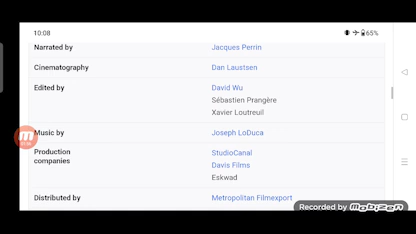 10:08 65%
Narrated by Jacques Perrin
Cinematography Dan Laustsen
Edited by David Wu
Sébastien Prangère
Xavier Loutreuil
Music by Joseph LoDuca
Production StudioCanal
companies Davis Films
Eskwad
Distributed by Metropolitan Filmexport
Recorded by Mobizen